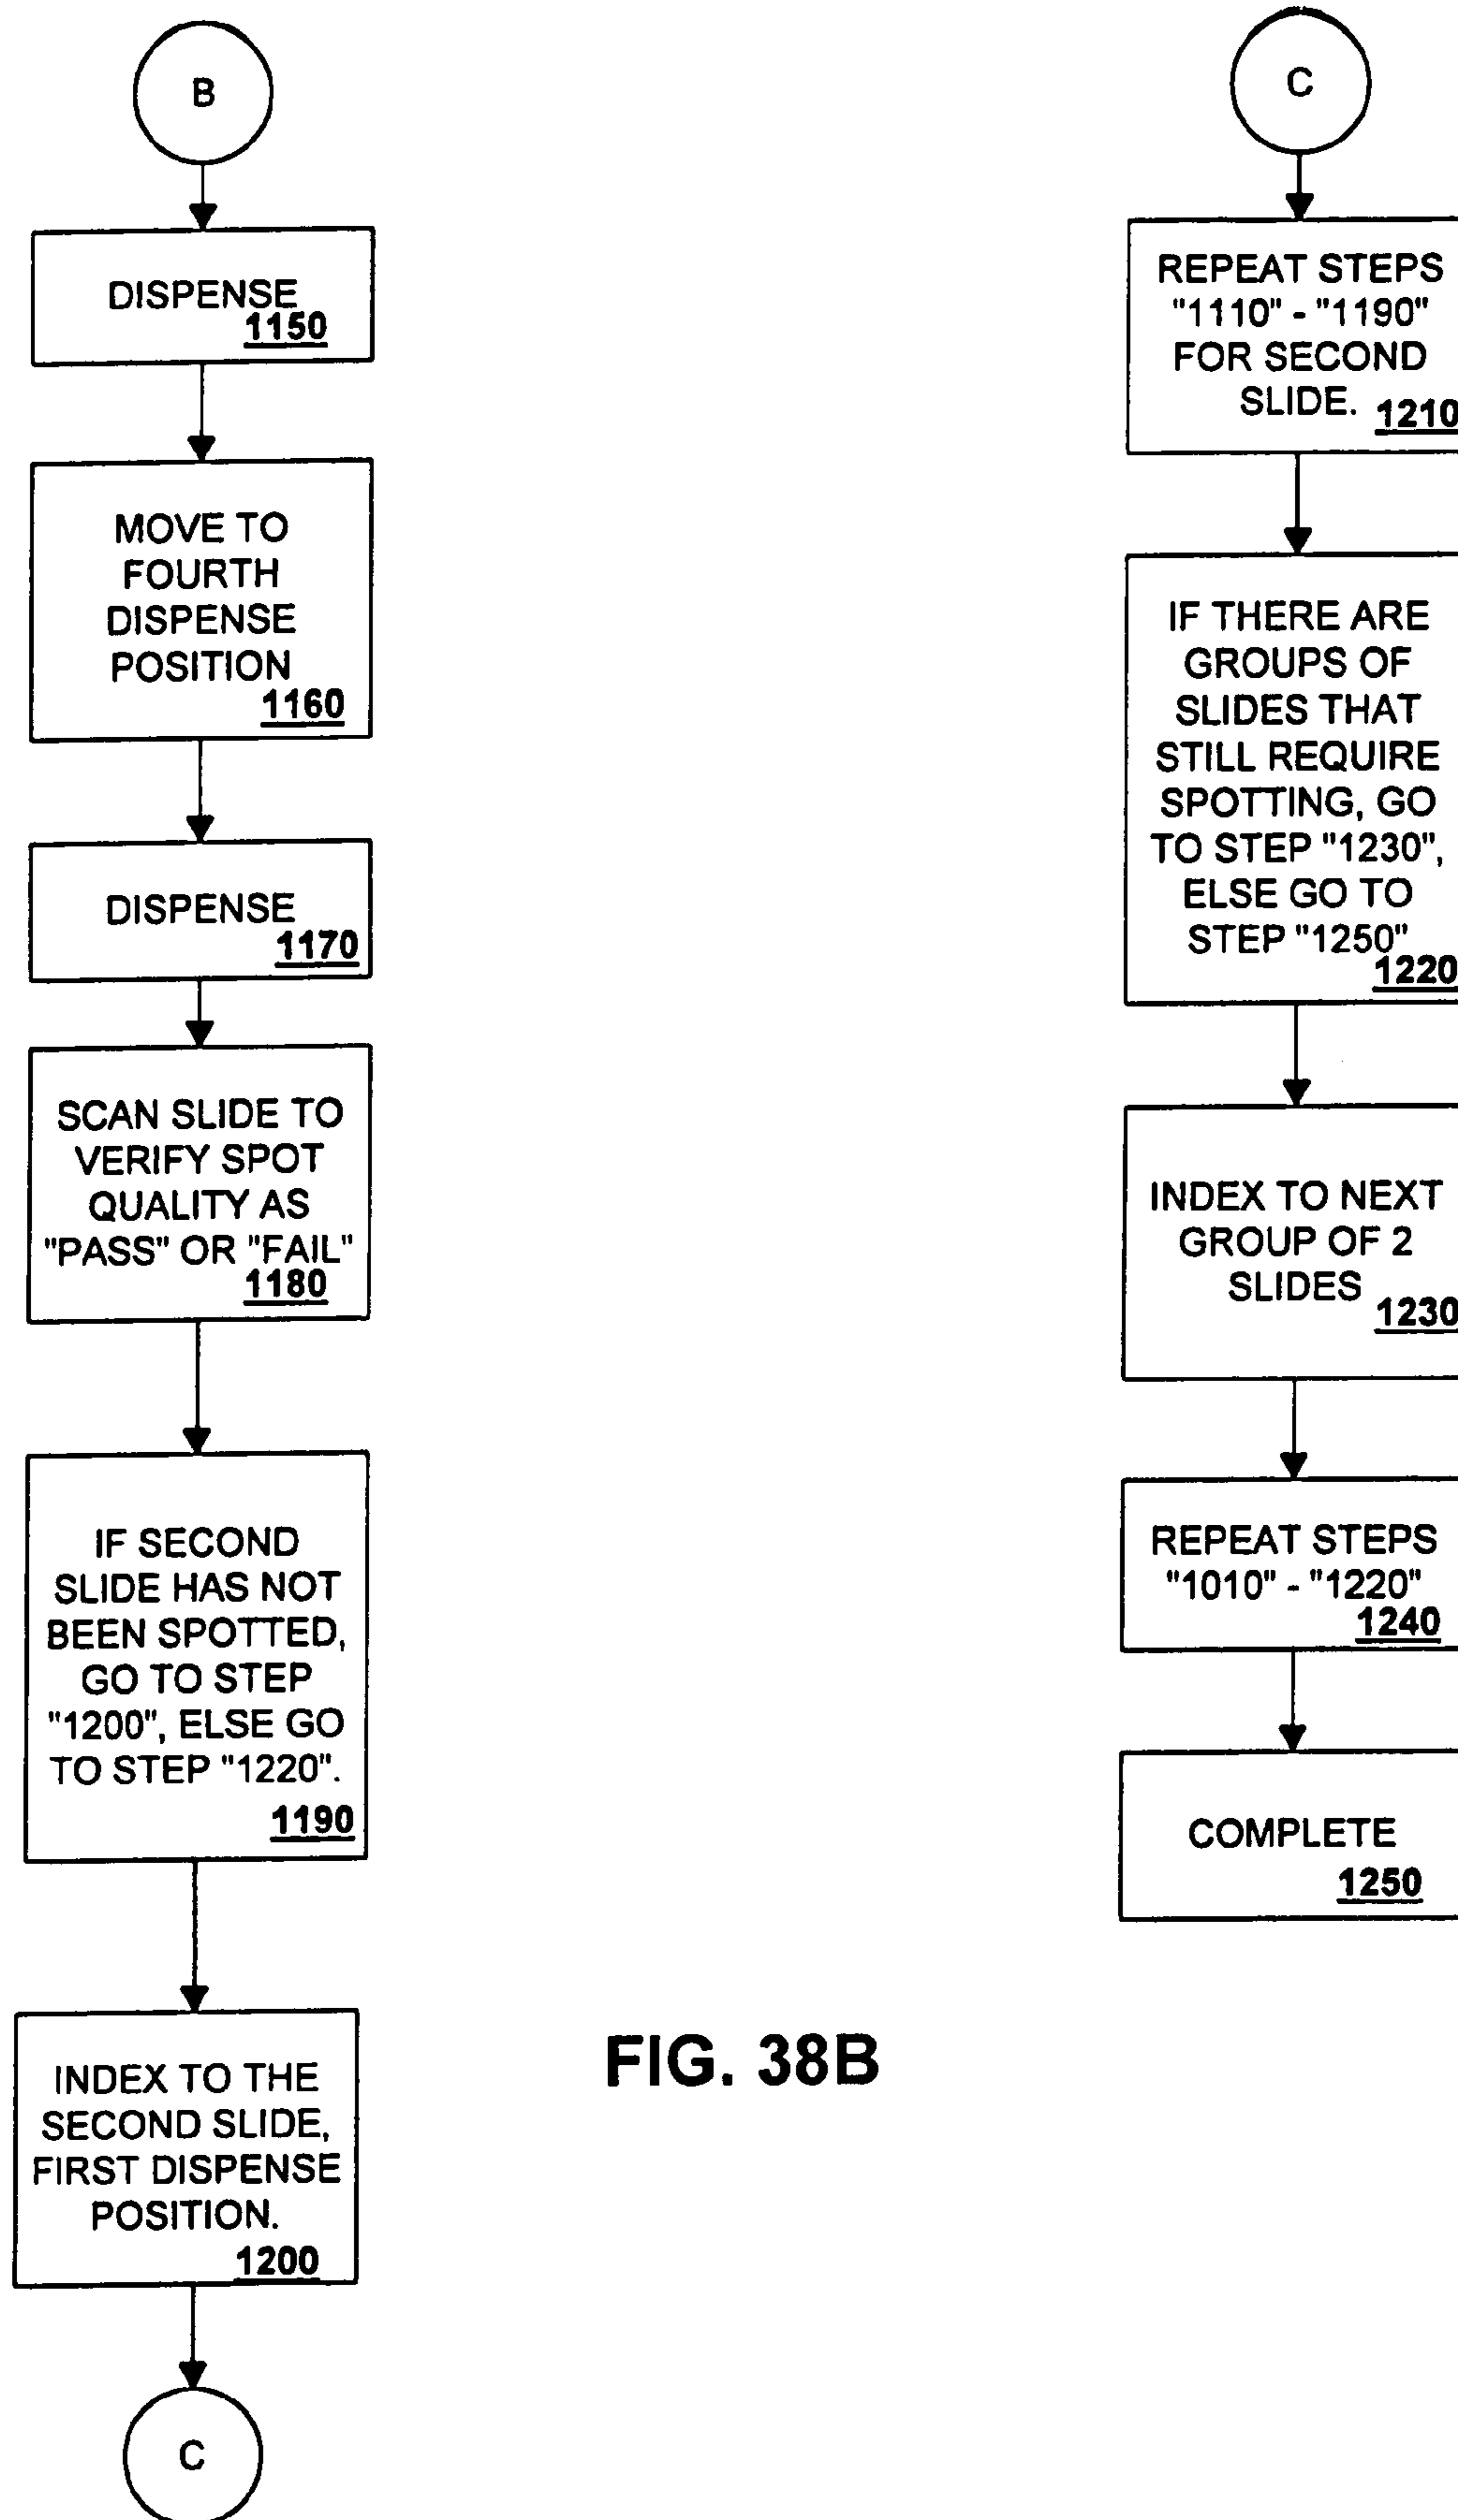 B
DISPENSE
1150
MOVE TO
FOURTH
DISPENSE
POSITION
1160
DISPENSE
1170
SCAN SLIDE TO
VERIFY SPOT
QUALITY AS
"PASS" OR "FAIL"
1180
IF SECOND
SLIDE HAS NOT
BEEN SPOTTED,
GO TO STEP
"1200", ELSE GO
TO STEP "1220".
1190
INDEX TO THE
SECOND SLIDE,
FIRST DISPENSE
POSITION.
1200
C
C
REPEAT STEPS
"1110" - "1190"
FOR SECOND
SLIDE.
1210
IF THERE ARE
GROUPS OF
SLIDES THAT
STILL REQUIRE
SPOTTING, GO
TO STEP "1230",
ELSE GO TO
STEP "1250"
1220
INDEX TO NEXT
GROUP OF 2
SLIDES
1230
REPEAT STEPS
"1010" - "1220"
1240
COMPLETE
1250
FIG. 38B